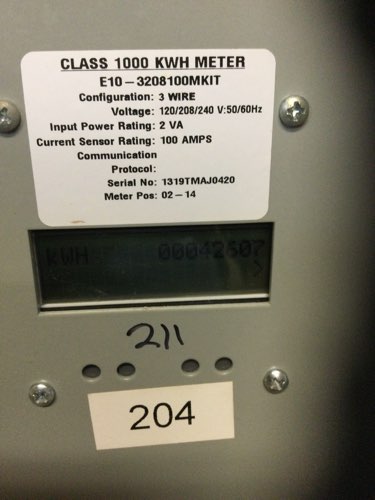 CLASS 1000 KWH METER
E10-3208100MKIT
Configuration: 3 WIRE
Voltage: 120/208/240 V:50/60Hz
Input Power Rating: 2 VA
Current Sensor Rating: 100 AMPS
Communication
Protocol:
Serial No: 1319TMAJ0420
Meter Pos: 02-14
kWH 00042607
>
211
204